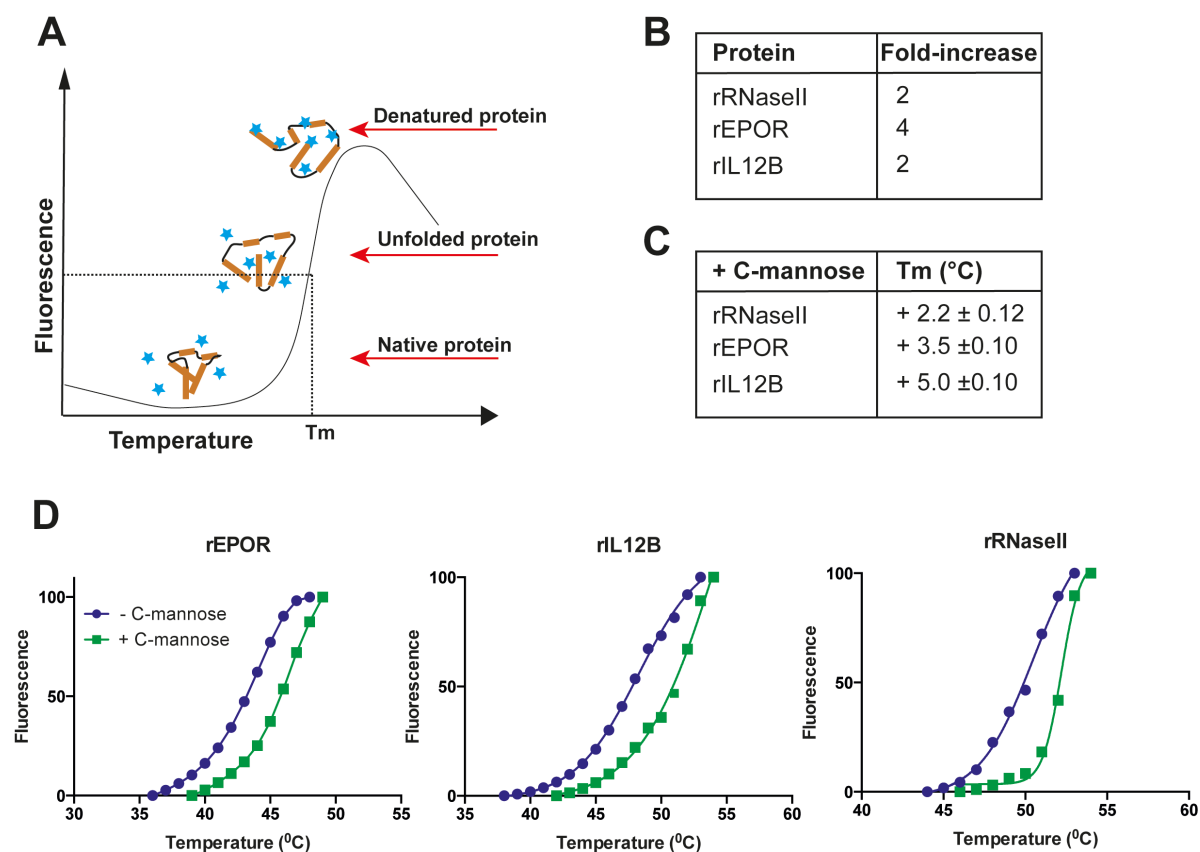 A
Denatured protein
Unfolded protein
Native protein
Fluorescence
Temperature
Tm
B
Protein Fold-increase
rRNaseII 2
rEPOR 4
rIL12B 2
C
+ C-mannose Tm (°C)
rRNaseII + 2.2 ± 0.12
rEPOR + 3.5 ±0.10
rIL12B + 5.0 ±0.10
D
rEPOR
- C-mannose
+ C-mannose
Fluorescence
100
50
0
30 35 40 45 50 55
Temperature (⁰C)
rIL12B
Fluorescence
100
50
0
40 45 50 55 60
35
Temperature (⁰C)
rRNaseII
Fluorescence
100
50
0
40 45 50 55 60
Temperature (⁰C)